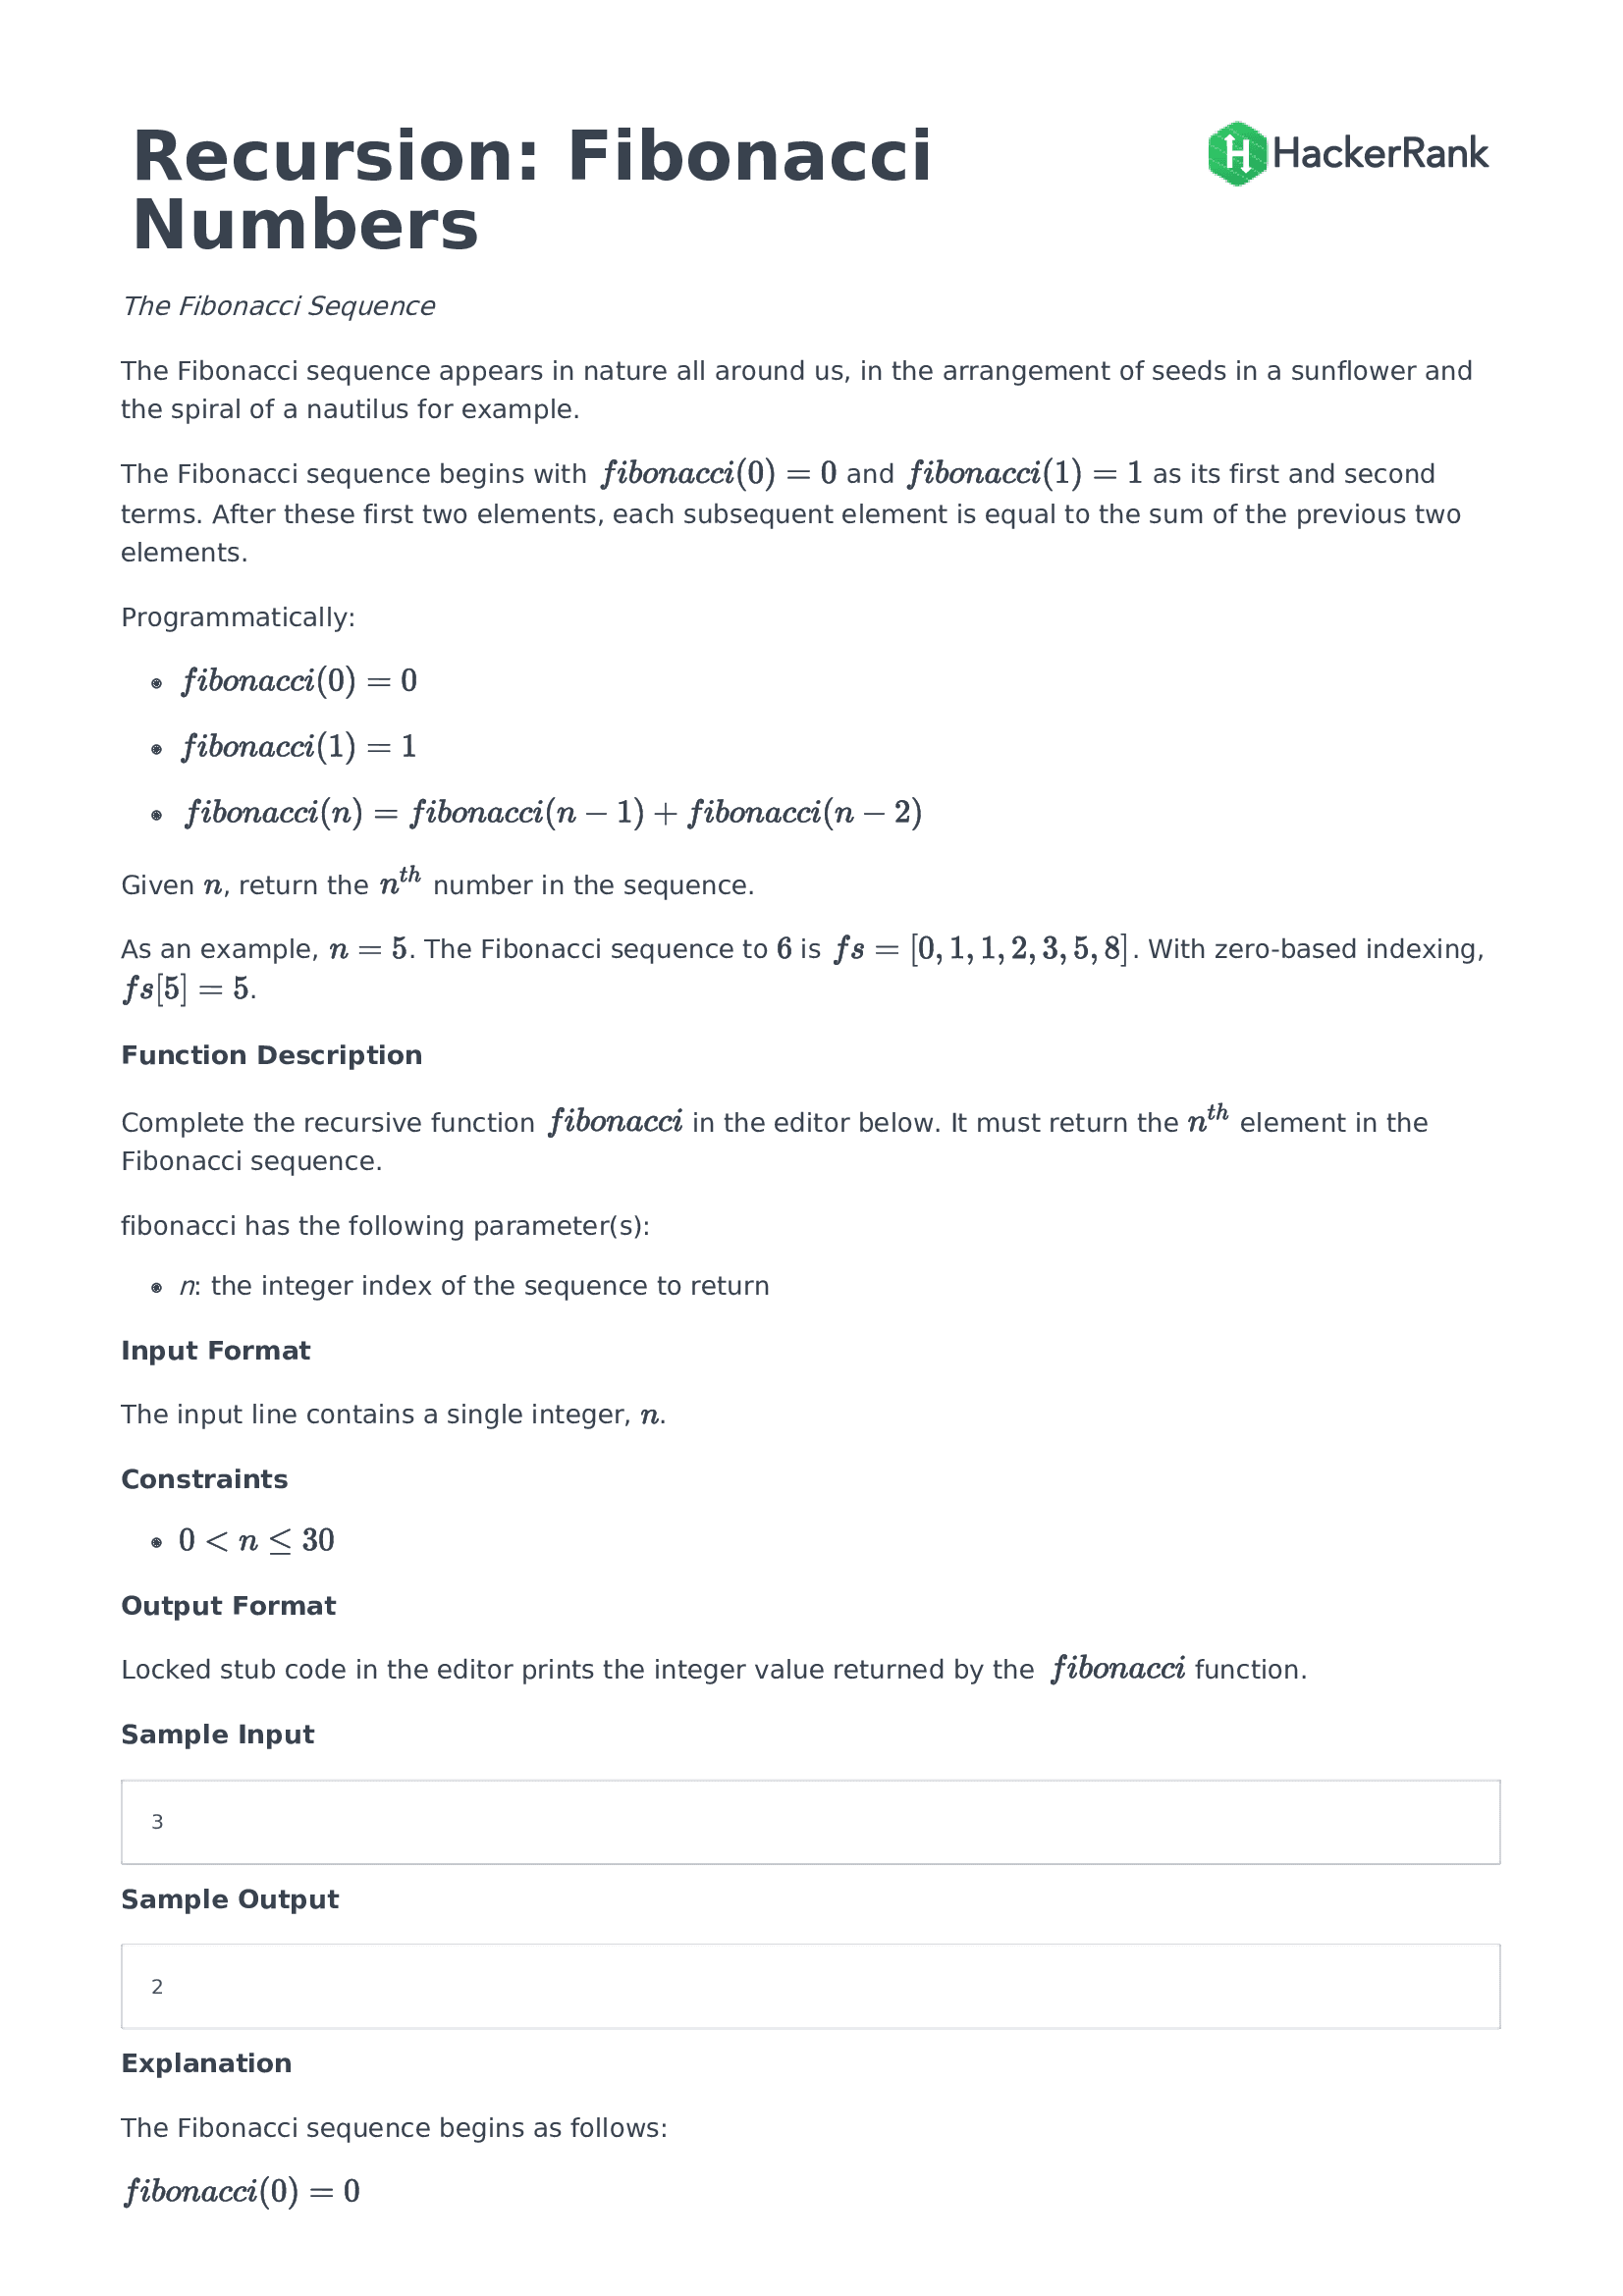 Recursion: Fibonacci
Numbers
HackerRank
The Fibonacci Sequence
The Fibonacci sequence appears in nature all around us, in the arrangement of seeds in a sunflower and
the spiral of a nautilus for example.
The Fibonacci sequence begins with fibonacci(0) = 0 and fibonacci(1) = 1 as its first and second
terms. After these first two elements, each subsequent element is equal to the sum of the previous two
elements.
Programmatically:
• fibonacci(0) = 0
• fibonacci(1) = 1
• fibonacci(n) = fibonacci(n − 1) + fibonacci(n − 2)
Given n, return the n^{th} number in the sequence.
As an example, n = 5. The Fibonacci sequence to 6 is fs = [0, 1, 1, 2, 3, 5, 8]. With zero-based indexing,
fs[5] = 5.
Function Description
Complete the recursive function fibonacci in the editor below. It must return the n^{th} element in the
Fibonacci sequence.
fibonacci has the following parameter(s):
• n: the integer index of the sequence to return
Input Format
The input line contains a single integer, n.
Constraints
• 0 < n ≤ 30
Output Format
Locked stub code in the editor prints the integer value returned by the fibonacci function.
Sample Input
3
Sample Output
2
Explanation
The Fibonacci sequence begins as follows:
fibonacci(0) = 0